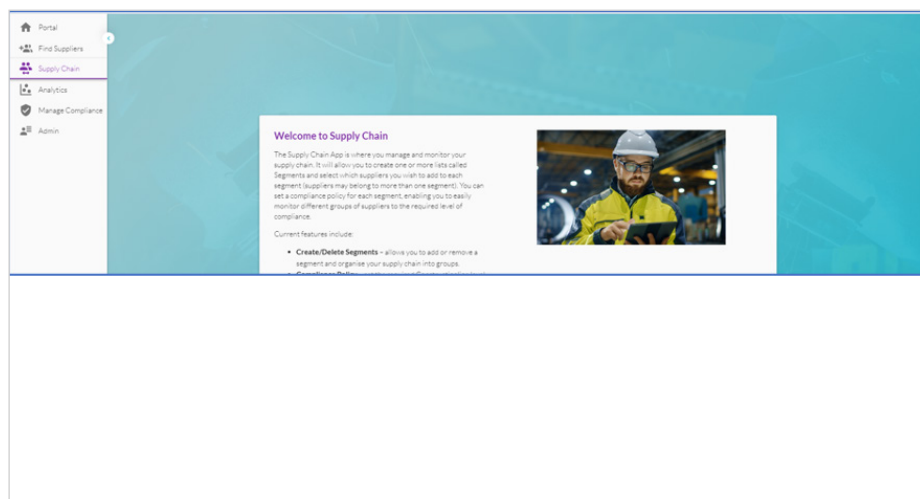 Portal
Find Suppliers
Supply Chain
Analytics
Manage Compliance
Admin
Welcome to Supply Chain
The Supply Chain App is where you manage and monitor your
supply chain. It will allow you to create one or more lists called
Segments and select which suppliers you wish to add to each
segment (suppliers may belong to more than one segment). You can
set a compliance policy for each segment, enabling you to easily
monitor different groups of suppliers to the required level of
compliance.
Current features include:
• Create/Delete Segments – allows you to add or remove a
segment and organise your supply chain into groups.